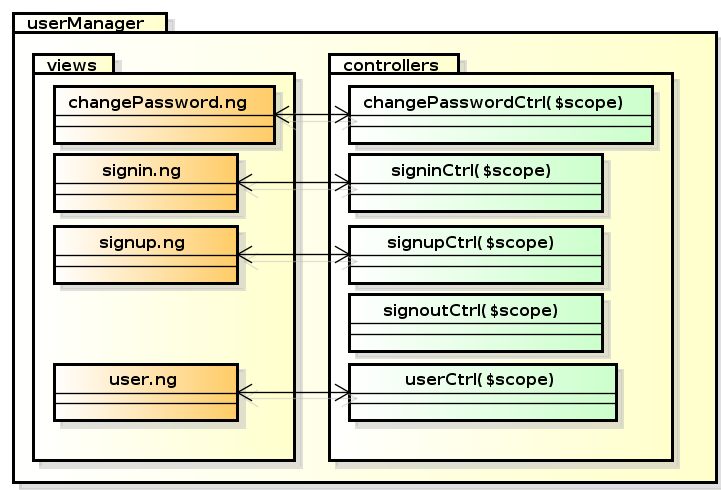 userManager
views
controllers
changePassword.ng
changePasswordCtrl($scope)
signin.ng
signinCtrl($scope)
signup.ng
signupCtrl($scope)
signoutCtrl($scope)
user.ng
userCtrl($scope)